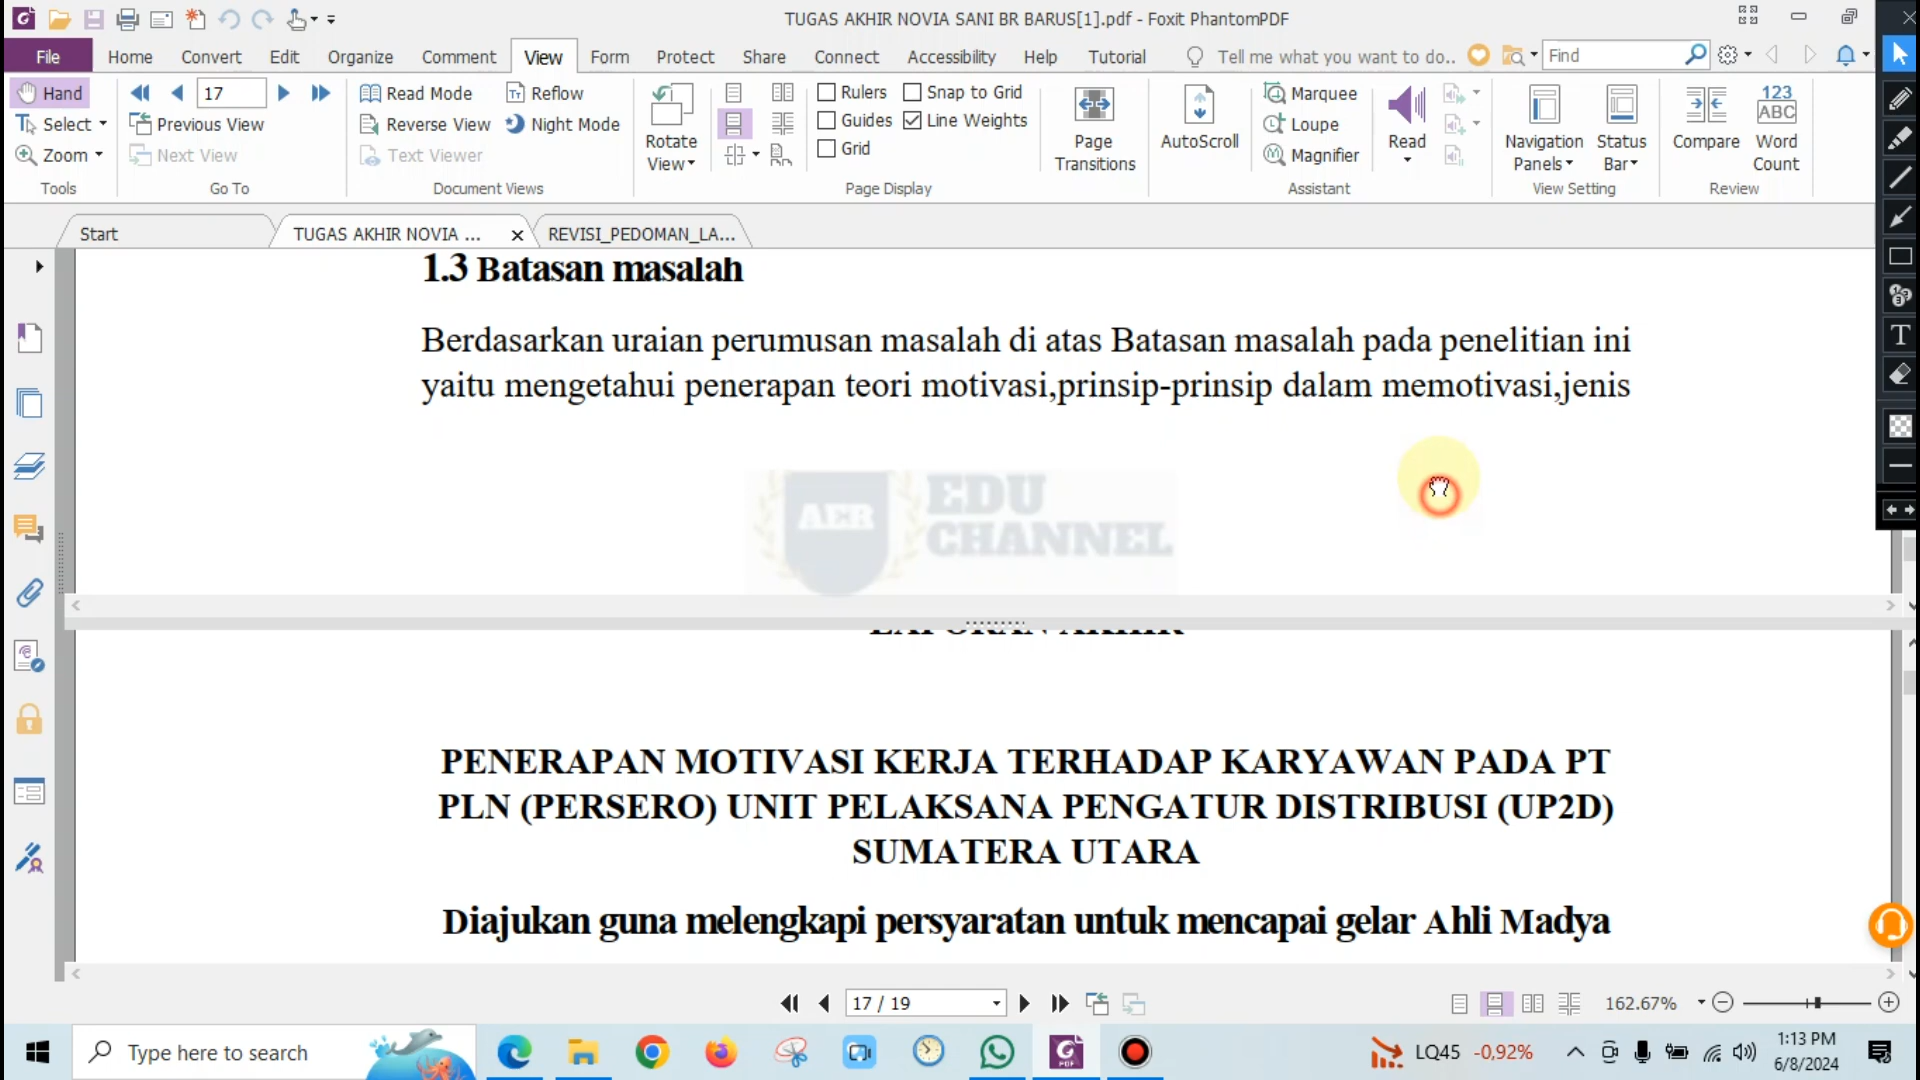 TUGAS AKHIR NOVIA SANI BR BARUS[1].pdf - Foxit PhantomPDF
File Home Convert Edit Organize Comment View Form Protect Share Connect Accessibility Help Tutorial Tell me what you want to do.. Find
Hand 17 Read Mode Reflow Rulers Snap to Grid Marquee 123
Select Previous View Reverse View Night Mode Guides Line Weights Loupe ABC
Zoom Next View Text Viewer Grid Magnifier
Rotate View Page Transitions AutoScroll Read Navigation Panels Status Bar Compare Word Count
Tools Go To Document Views Page Display Assistant View Setting Review
Start TUGAS AKHIR NOVIA ... REVISI_PEDOMAN_LA...
1.3 Batasan masalah
Berdasarkan uraian perumusan masalah di atas Batasan masalah pada penelitian ini
yaitu mengetahui penerapan teori motivasi,prinsip-prinsip dalam memotivasi,jenis
AER EDU
CHANNEL
LAPORAN AKHIR
PENERAPAN MOTIVASI KERJA TERHADAP KARYAWAN PADA PT
PLN (PERSERO) UNIT PELAKSANA PENGATUR DISTRIBUSI (UP2D)
SUMATERA UTARA
Diajukan guna melengkapi persyaratan untuk mencapai gelar Ahli Madya
17 / 19 162.67%
Type here to search LQ45 -0,92% 1:13 PM
6/8/2024